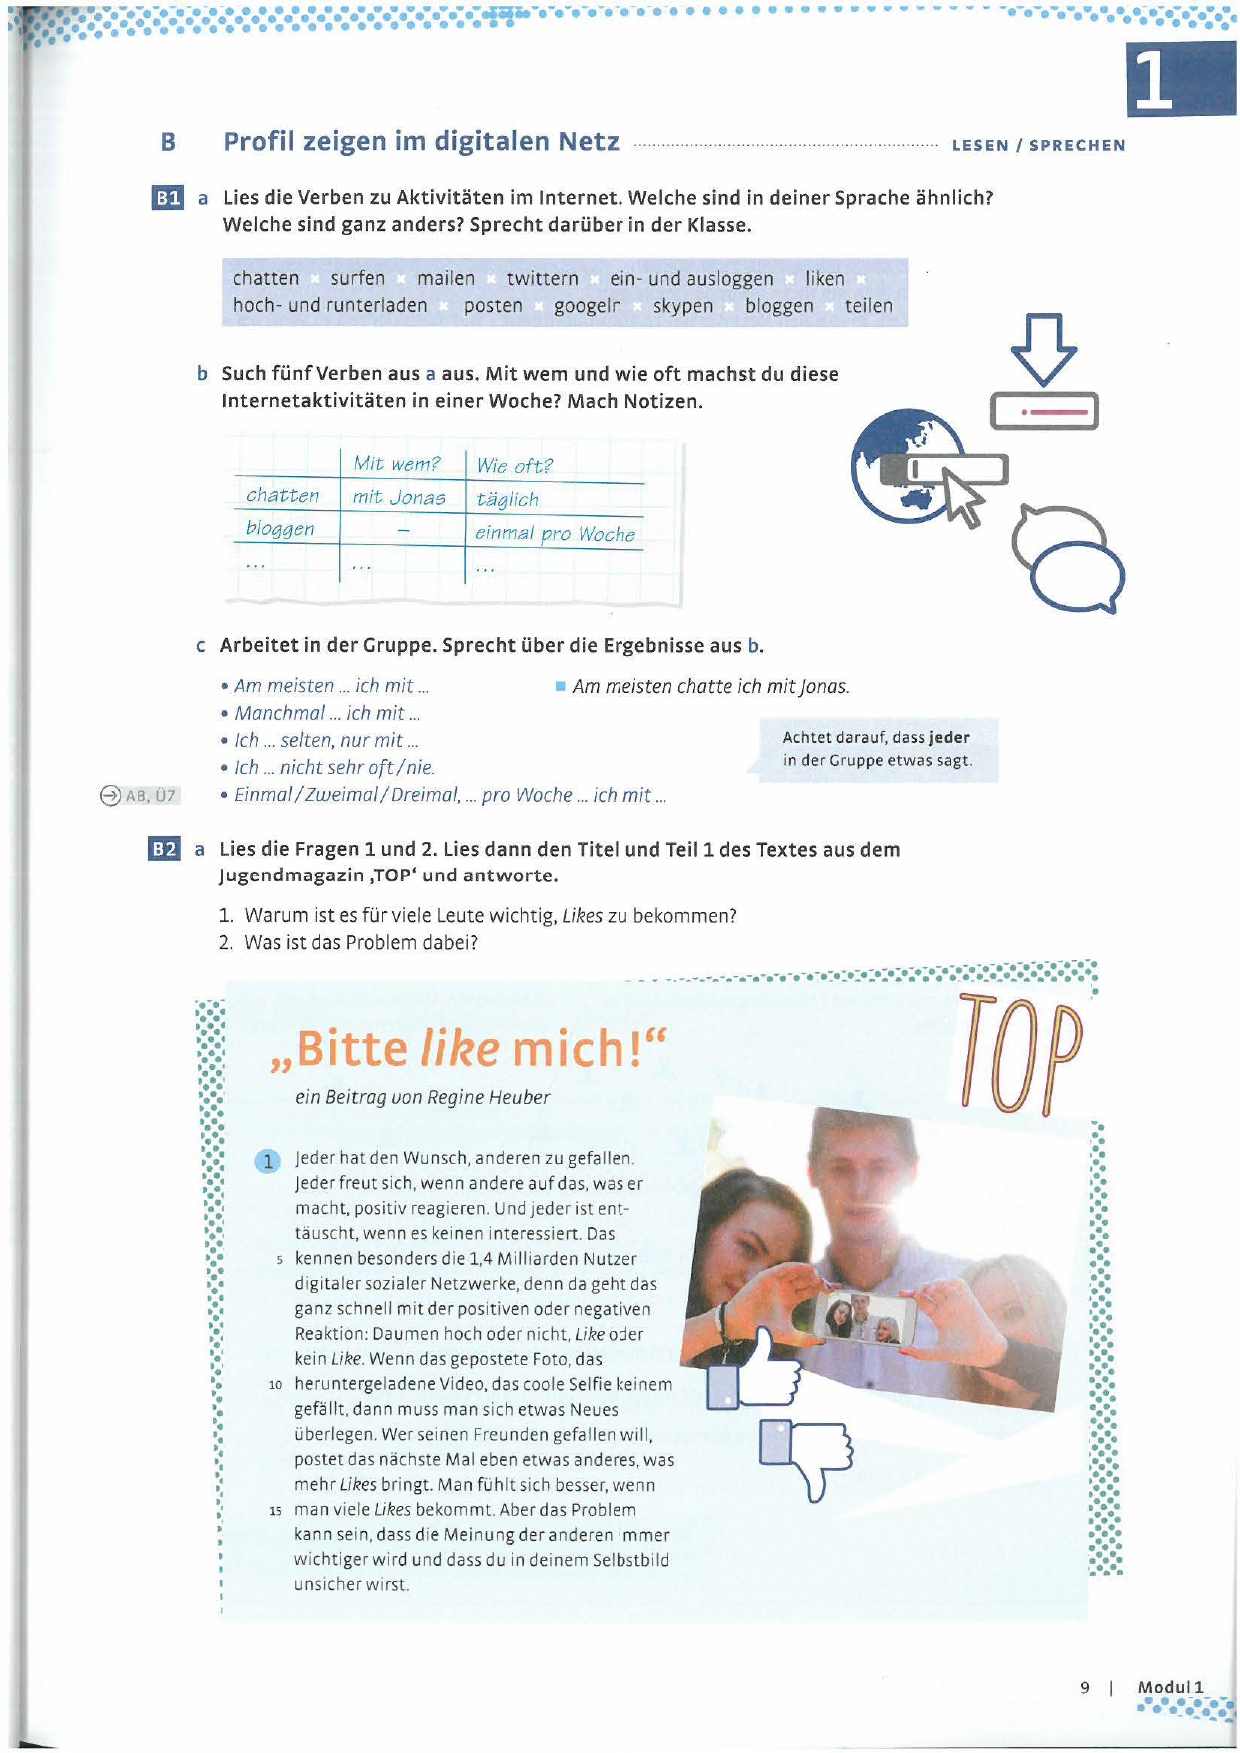 1
B Profil zeigen im digitalen Netz LESEN / SPRECHEN
B1 a Lies die Verben zu Aktivitäten im Internet. Welche sind in deiner Sprache ähnlich?
Welche sind ganz anders? Sprecht darüber in der Klasse.
chatten × surfen × mailen × twittern × ein- und ausloggen × liken ×
hoch- und runterladen × posten × googeln × skypen × bloggen × teilen
b Such fünf Verben aus a aus. Mit wem und wie oft machst du diese
Internetaktivitäten in einer Woche? Mach Notizen.
Mit wem? Wie oft?
chatten mit Jonas täglich
bloggen – einmal pro Woche
... ... ...
c Arbeitet in der Gruppe. Sprecht über die Ergebnisse aus b.
• Am meisten ... ich mit ... ■ Am meisten chatte ich mit Jonas.
• Manchmal ... ich mit ...
• Ich ... selten, nur mit ...
• Ich ... nicht sehr oft/nie.
• Einmal/Zweimal/Dreimal, ... pro Woche ... ich mit ...
Achtet darauf, dass jeder
in der Gruppe etwas sagt.
AB, Ü7
B2 a Lies die Fragen 1 und 2. Lies dann den Titel und Teil 1 des Textes aus dem
Jugendmagazin ‚TOP‘ und antworte.
1. Warum ist es für viele Leute wichtig, Likes zu bekommen?
2. Was ist das Problem dabei?
TOP
„Bitte like mich!“
ein Beitrag von Regine Heuber
1 Jeder hat den Wunsch, anderen zu gefallen.
Jeder freut sich, wenn andere auf das, was er
macht, positiv reagieren. Und jeder ist ent-
täuscht, wenn es keinen interessiert. Das
5 kennen besonders die 1,4 Milliarden Nutzer
digitaler sozialer Netzwerke, denn da geht das
ganz schnell mit der positiven oder negativen
Reaktion: Daumen hoch oder nicht, Like oder
kein Like. Wenn das gepostete Foto, das
10 heruntergeladene Video, das coole Selfie keinem
gefällt, dann muss man sich etwas Neues
überlegen. Wer seinen Freunden gefallen will,
postet das nächste Mal eben etwas anderes, was
mehr Likes bringt. Man fühlt sich besser, wenn
15 man viele Likes bekommt. Aber das Problem
kann sein, dass die Meinung der anderen immer
wichtiger wird und dass du in deinem Selbstbild
unsicher wirst.
9 | Modul 1